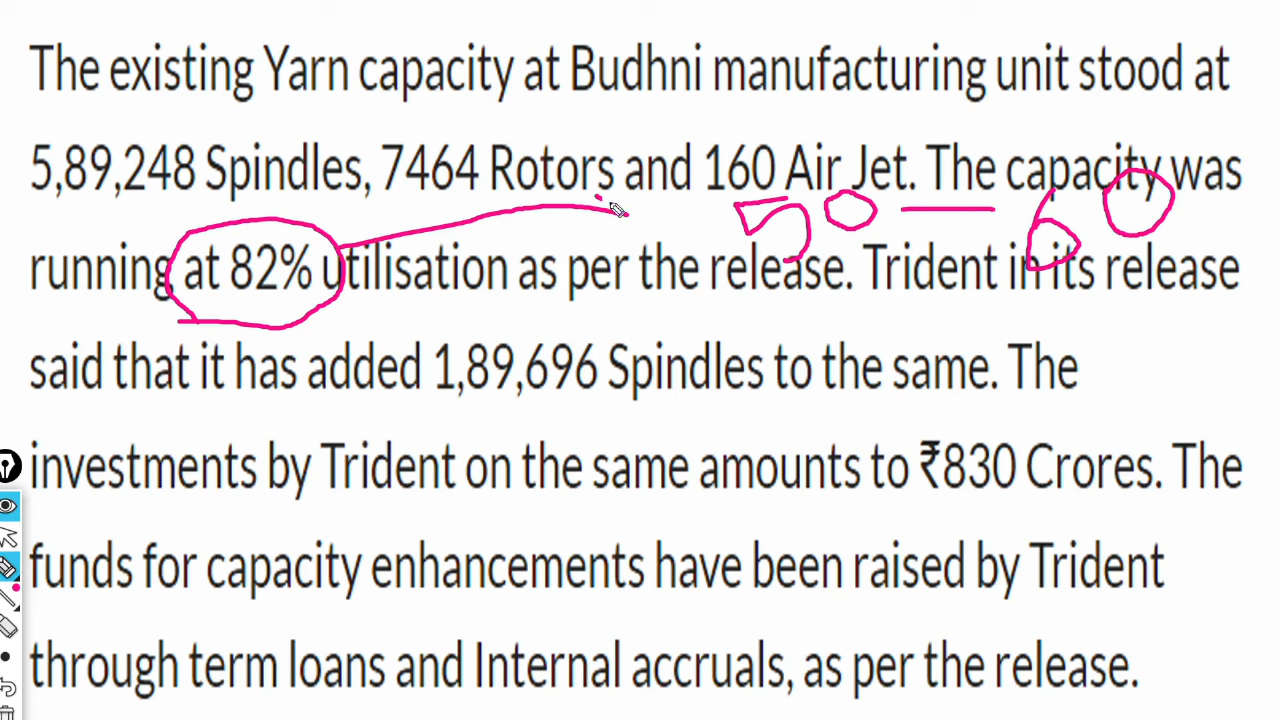 The existing Yarn capacity at Budhni manufacturing unit stood at
5,89,248 Spindles, 7464 Rotors and 160 Air Jet. The capacity was
50 – 60
running at 82% utilisation as per the release. Trident in its release
said that it has added 1,89,696 Spindles to the same. The
investments by Trident on the same amounts to ₹830 Crores. The
funds for capacity enhancements have been raised by Trident
through term loans and Internal accruals, as per the release.